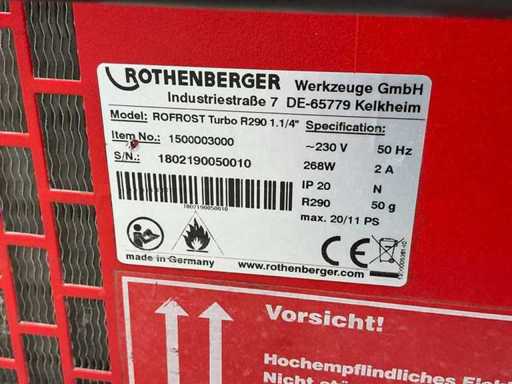 ROTHENBERGER Werkzeuge GmbH
Industriestraße 7 DE-65779 Kelkheim
Model: ROFROST Turbo R290 1.1/4" Specification:
Item No.: 1500003000 ~230 V 50 Hz
S/N.: 1802190050010 268W 2 A
IP 20 N
R290 50 g
max. 20/11 PS
made in Germany
www.rothenberger.com
Vorsicht!
Hochempfindliches
Nicht stürzen